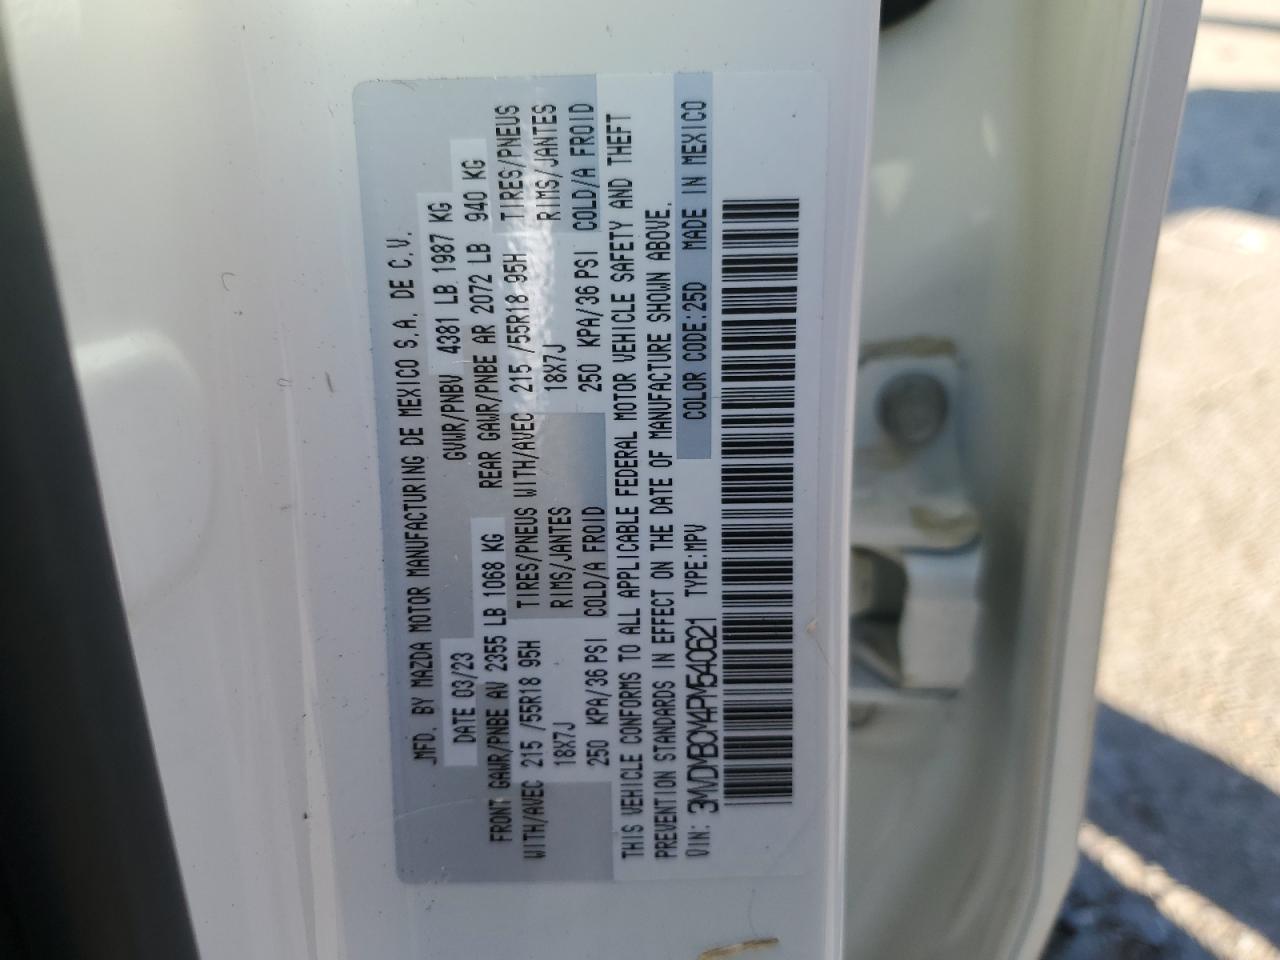 MFD. BY MAZDA MOTOR MANUFACTURING DE MEXICO S.A. DE C.V.
DATE 03/23 GVWR/PNBV 4381 LB 1987 KG
FRONT GAWR/PNBE AV 2355 LB 1068 KG REAR GAWR/PNBE AR 2072 LB 940 KG
WITH/AVEC 215 /55R18 95H TIRES/PNEUS WITH/AVEC 215 /55R18 95H TIRES/PNEUS
18X7J RIMS/JANTES 18X7J RIMS/JANTES
250 KPA/36 PSI COLD/A FROID 250 KPA/36 PSI COLD/A FROID
THIS VEHICLE CONFORMS TO ALL APPLICABLE FEDERAL MOTOR VEHICLE SAFETY AND THEFT
PREVENTION STANDARDS IN EFFECT ON THE DATE OF MANUFACTURE SHOWN ABOVE.
VIN: 3MVDMBCM4PM540621 TYPE:MPV COLOR CODE:25D MADE IN MEXICO